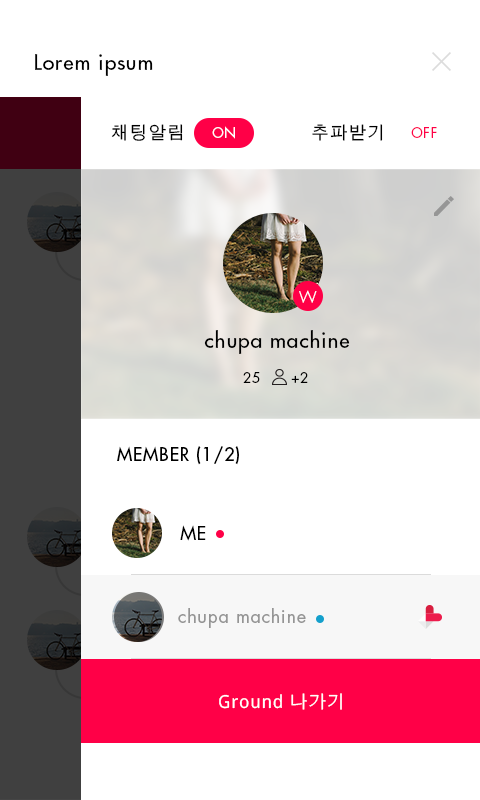 Lorem ipsum
채팅알림 ON 추파받기 OFF
W
chupa machine
25 +2
MEMBER (1/2)
ME
chupa machine
Ground 나가기